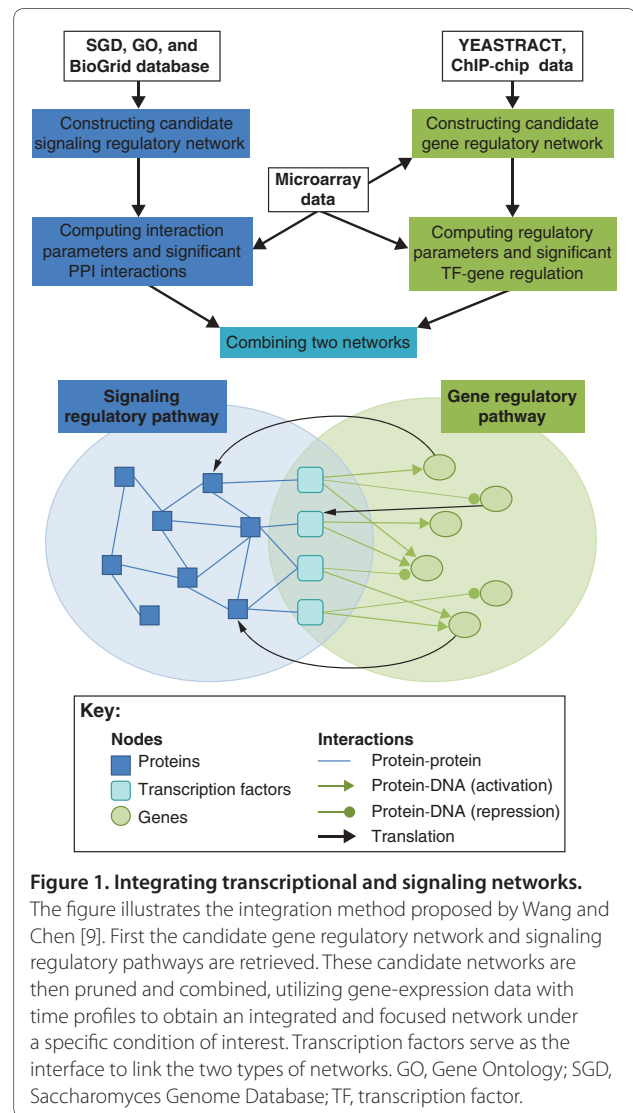 SGD, GO, and
BioGrid database
YEASTRACT,
ChIP-chip data
Constructing candidate
signaling regulatory network
Constructing candidate
gene regulatory network
Microarray
data
Computing interaction
parameters and significant
PPI interactions
Computing regulatory
parameters and significant
TF-gene regulation
Combining two networks
Signaling
regulatory pathway
Gene regulatory
pathway
Key:
Nodes
Proteins
Transcription factors
Genes
Interactions
Protein-protein
Protein-DNA (activation)
Protein-DNA (repression)
Translation
Figure 1. Integrating transcriptional and signaling networks.
The figure illustrates the integration method proposed by Wang and
Chen [9]. First the candidate gene regulatory network and signaling
regulatory pathways are retrieved. These candidate networks are
then pruned and combined, utilizing gene-expression data with
time profiles to obtain an integrated and focused network under
a specific condition of interest. Transcription factors serve as the
interface to link the two types of networks. GO, Gene Ontology; SGD,
Saccharomyces Genome Database; TF, transcription factor.